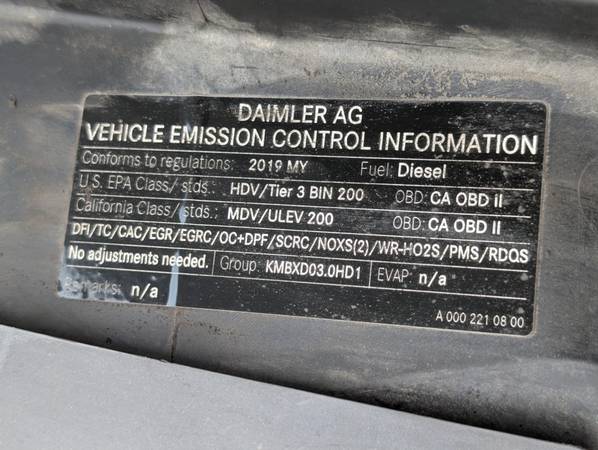 DAIMLER AG
VEHICLE EMISSION CONTROL INFORMATION
Conforms to regulations: 2019 MY Fuel: Diesel
U.S. EPA Class/ stds.: HDV/Tier 3 BIN 200 OBD: CA OBD II
California Class/ stds.: MDV/ULEV 200 OBD: CA OBD II
DFI/TC/CAC/EGR/EGRC/OC+DPF/SCRC/NOXS(2)/WR-HO2S/PMS/RDQS
No adjustments needed. Group: KMBXD03.0HD1 EVAP: n/a
Remarks: n/a
A 000 221 08 00